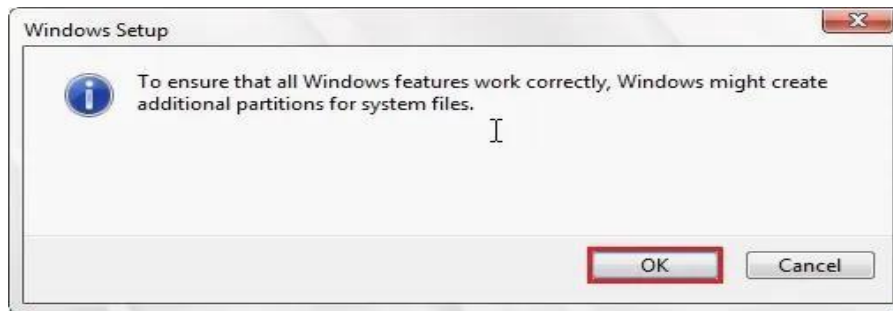 Windows Setup
To ensure that all Windows features work correctly, Windows might create
additional partitions for system files.
OK
Cancel